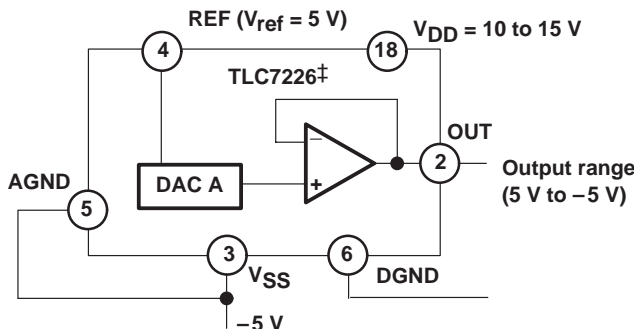 REF (Vref = 5 V)
4
18
VDD = 10 to 15 V
TLC7226‡
–
+
OUT
2
Output range
(5 V to –5 V)
AGND
5
DAC A
3
VSS
6
DGND
–5 V